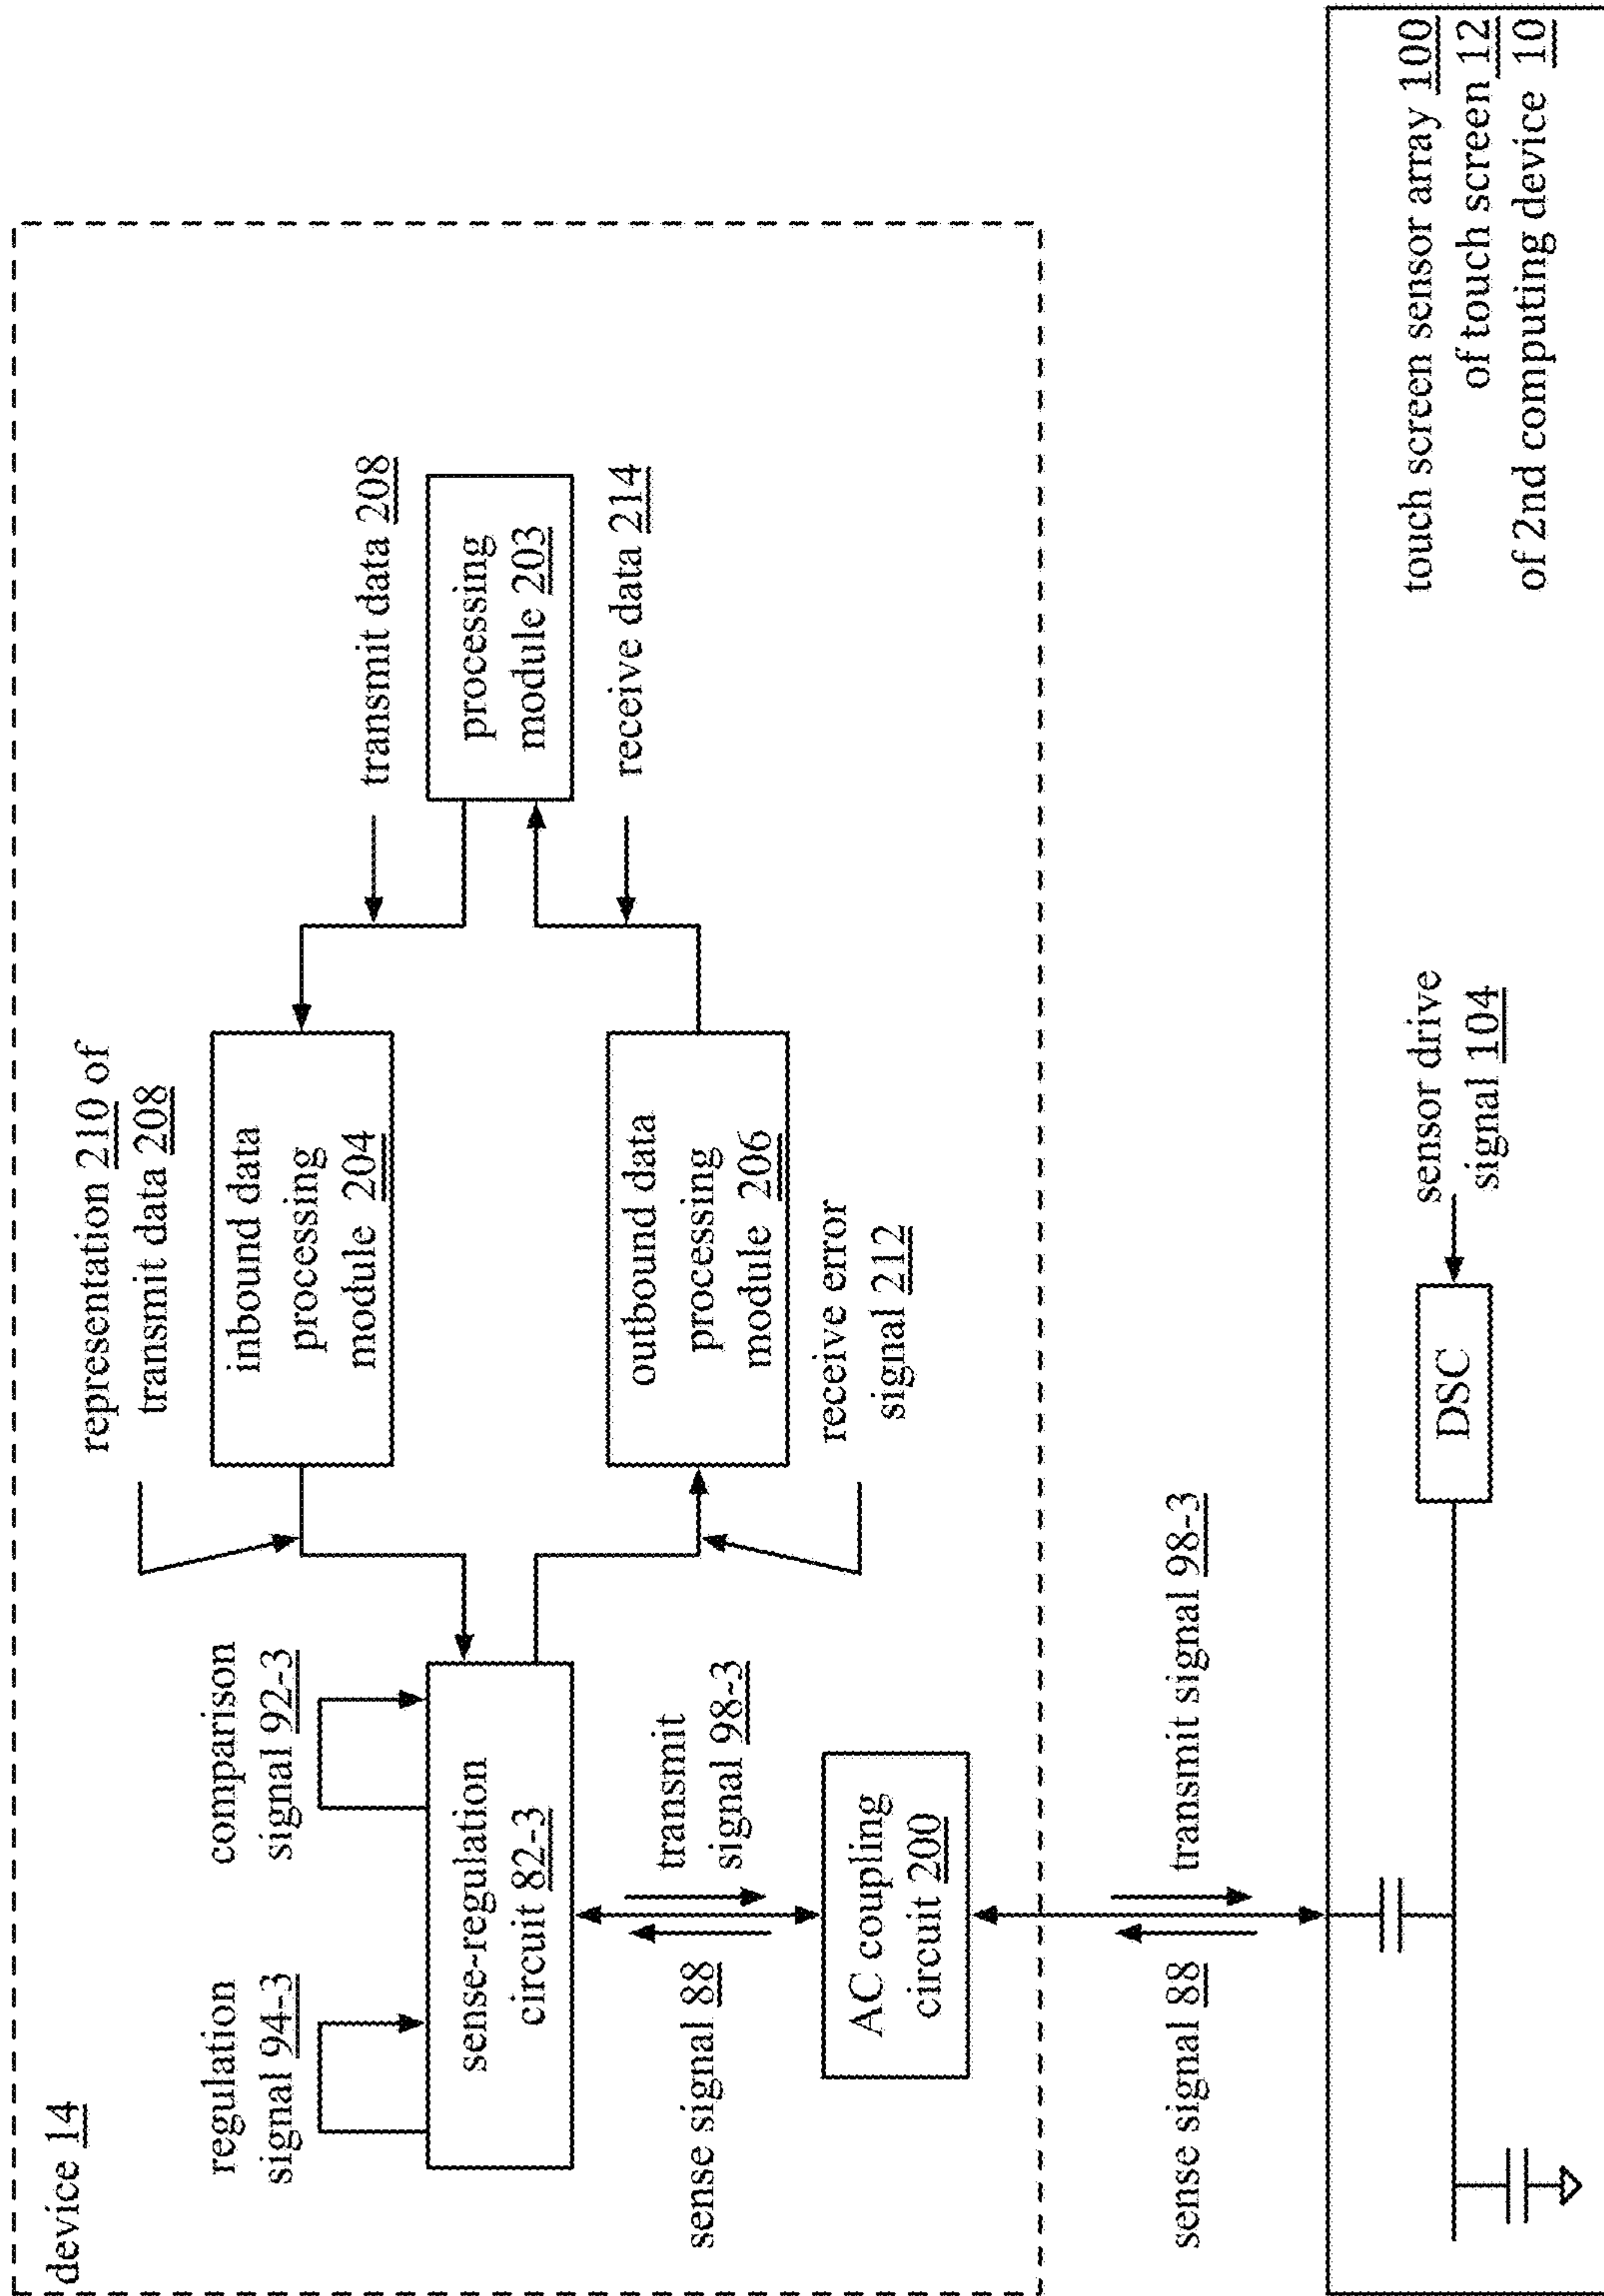 device 14
regulation
signal 94-3
comparison
signal 92-3
representation 210 of
transmit data 208
sense-regulation
circuit 82-3
inbound data
processing
module 204
transmit data 208
processing
module 203
receive data 214
outbound data
processing
module 206
receive error
signal 212
sense signal 88
transmit
signal 98-3
AC coupling
circuit 200
sense signal 88
transmit signal 98-3
DSC
sensor drive
signal 104
touch screen sensor array 100
of touch screen 12
of 2nd computing device 10